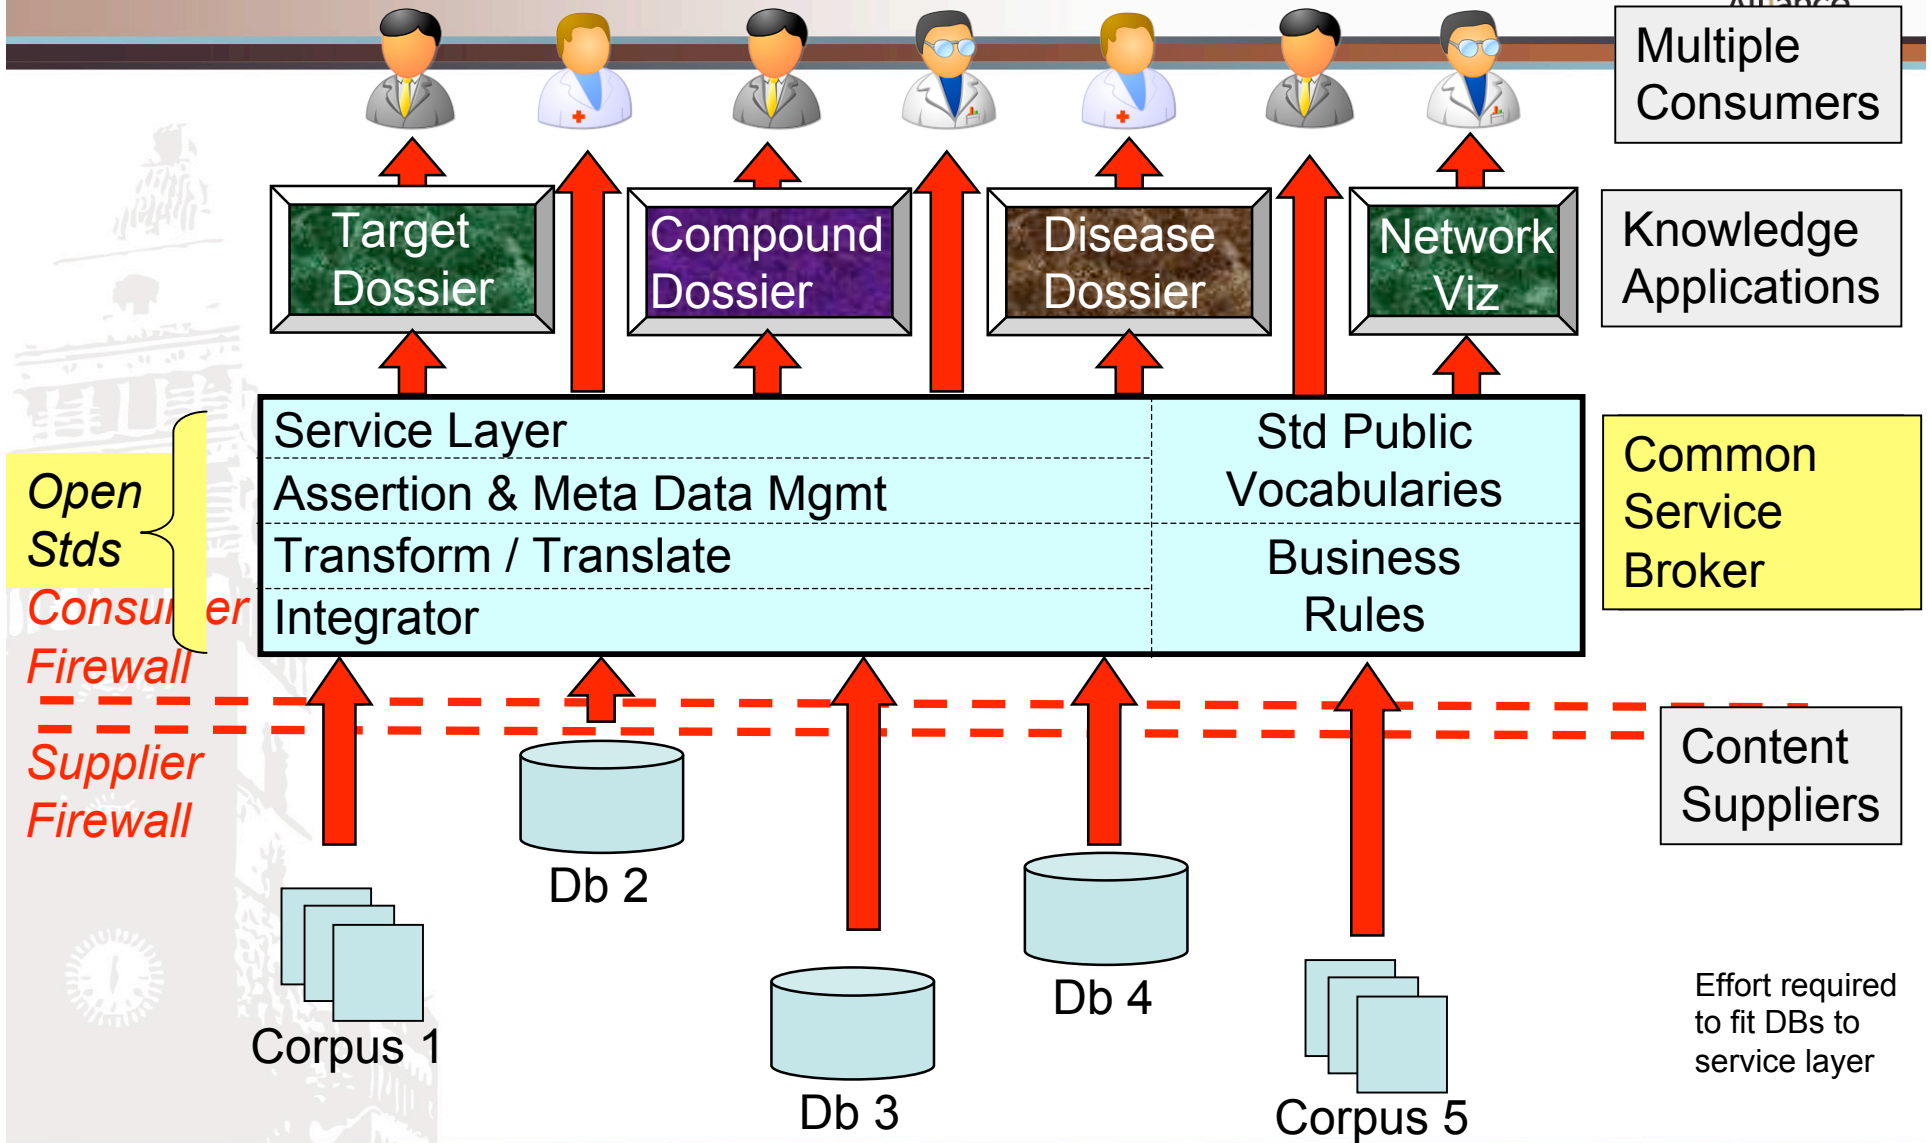 Alliance
Multiple
Consumers
Target
Dossier
Compound
Dossier
Disease
Dossier
Network
Viz
Knowledge
Applications
Service Layer
Assertion & Meta Data Mgmt
Transform / Translate
Integrator
Std Public
Vocabularies
Business
Rules
Common
Service
Broker
Open
Stds
Consumer
Firewall
Supplier
Firewall
Content
Suppliers
Db 2
Db 4
Corpus 1
Db 3
Corpus 5
Effort required
to fit DBs to
service layer